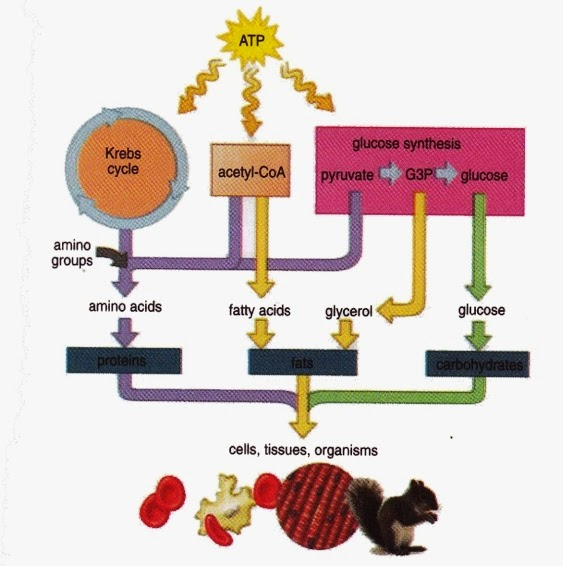 ATP
Krebs
cycle
acetyl-CoA
glucose synthesis
pyruvate
G3P
glucose
amino
groups
amino acids
fatty acids
glycerol
glucose
proteins
fats
carbohydrates
cells, tissues, organisms